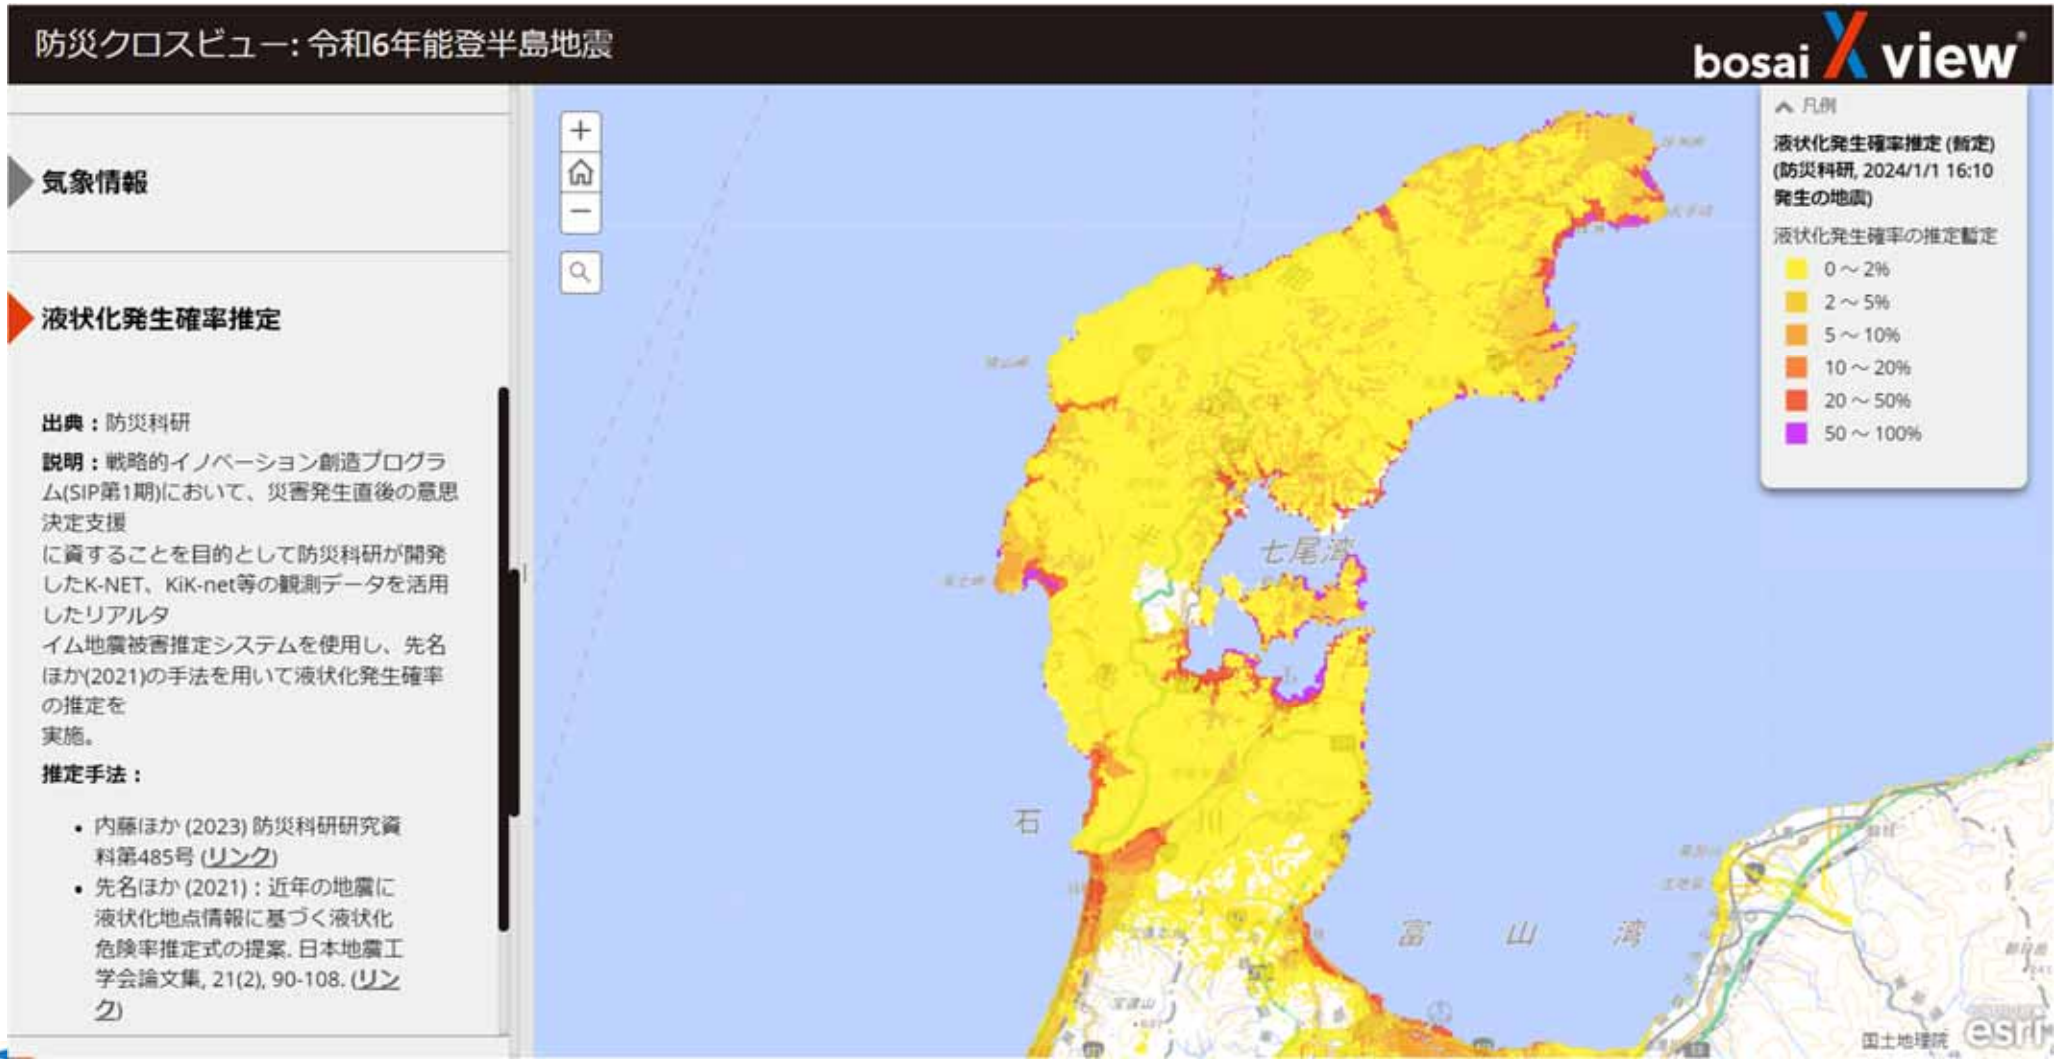 防災クロスビュー: 令和6年能登半島地震
bosai X view
気象情報
液状化発生確率推定
出典：防災科研
説明：戦略的イノベーション創造プログラ
ム(SIP第1期)において、災害発生直後の意思
決定支援
に資することを目的として防災科研が開発
したK-NET、KiK-net等の観測データを活用
したリアルタ
イム地震被害推定システムを使用し、先名
ほか(2021)の手法を用いて液状化発生確率
の推定を
実施。
推定手法：
• 内藤ほか (2023) 防災科研研究資
料第485号 (リンク)
• 先名ほか (2021) : 近年の地震に
液状化地点情報に基づく液状化
危険率推定式の提案. 日本地震工
学会論文集, 21(2), 90-108. (リン
ク)
凡例
液状化発生確率推定 (暫定)
(防災科研, 2024/1/1 16:10
発生の地震)
液状化発生確率の推定暫定
0 ～ 2%
2 ～ 5%
5 ～ 10%
10 ～ 20%
20 ～ 50%
50 ～ 100%
七尾湾
石
川
富山湾
宝達山
国土地理院
esri